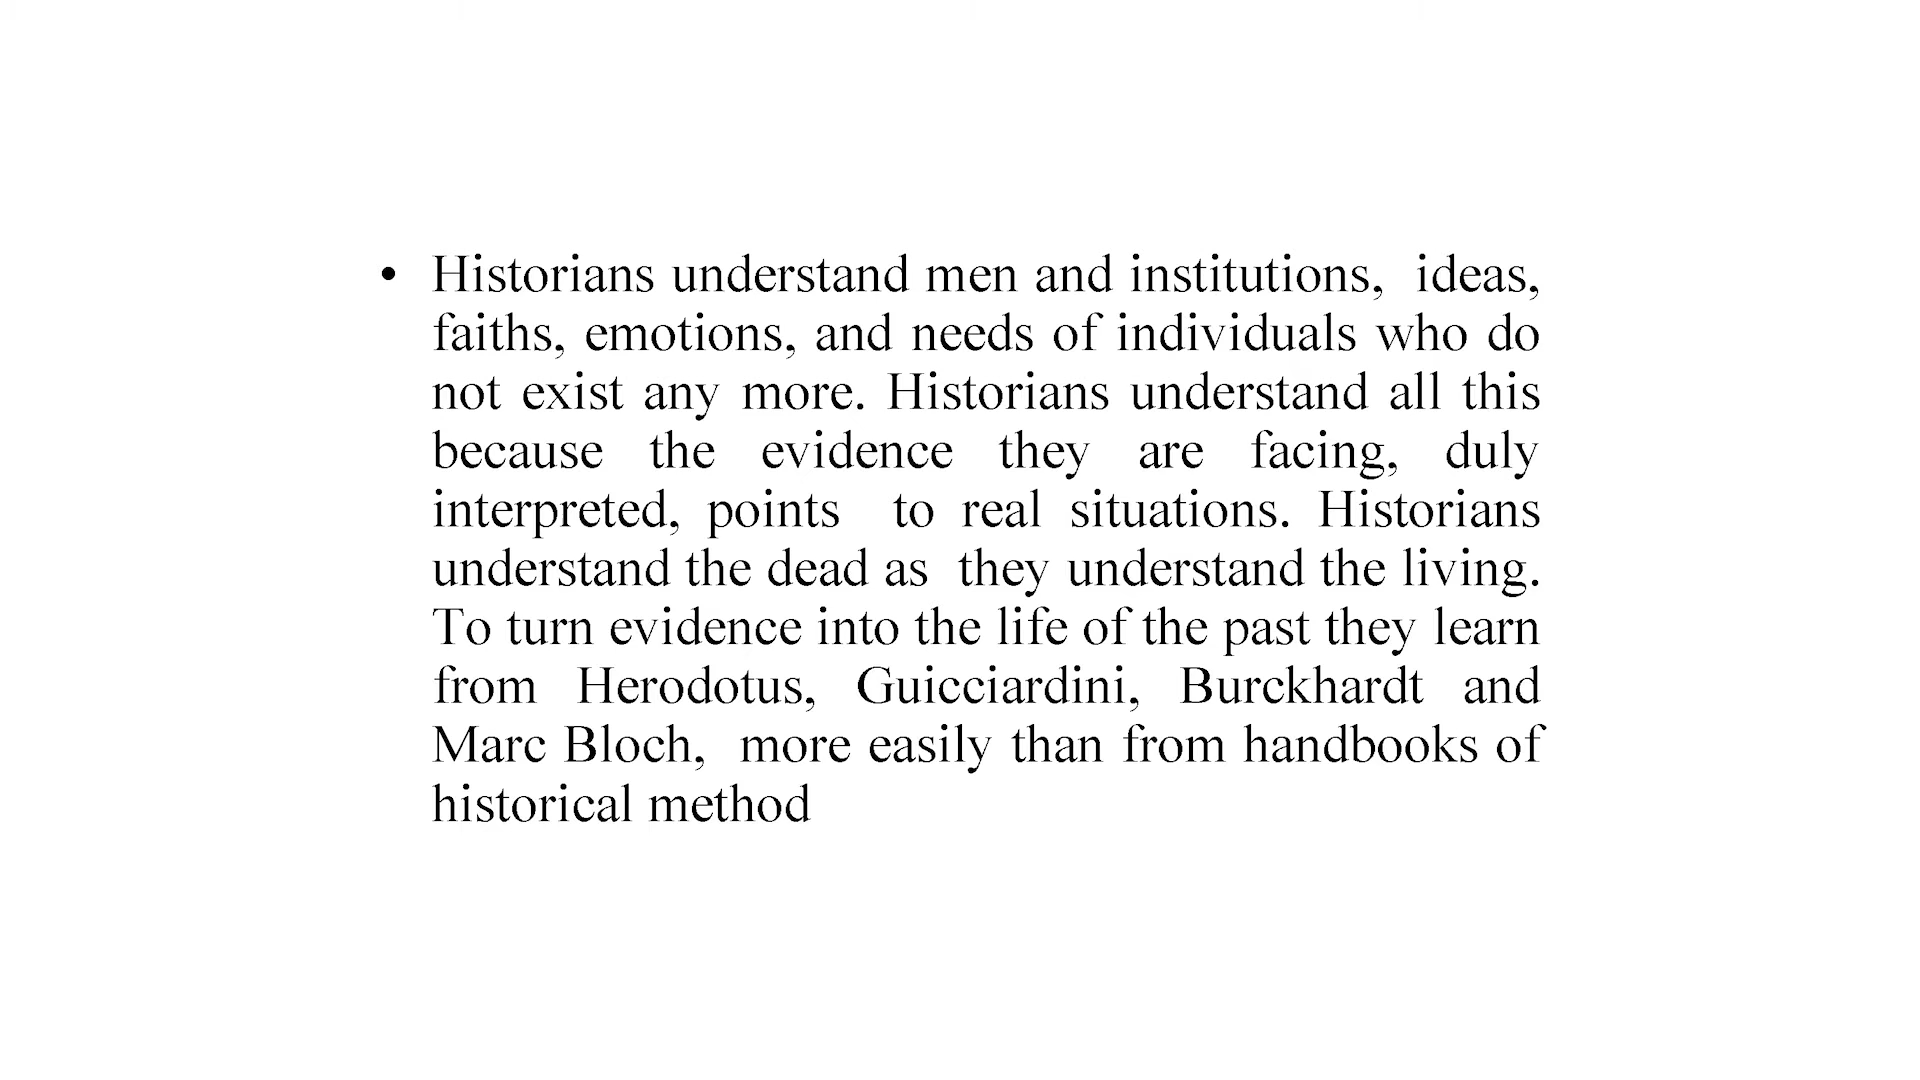 • Historians understand men and institutions, ideas,
faiths, emotions, and needs of individuals who do
not exist any more. Historians understand all this
because the evidence they are facing, duly
interpreted, points to real situations. Historians
understand the dead as they understand the living.
To turn evidence into the life of the past they learn
from Herodotus, Guicciardini, Burckhardt and
Marc Bloch, more easily than from handbooks of
historical method